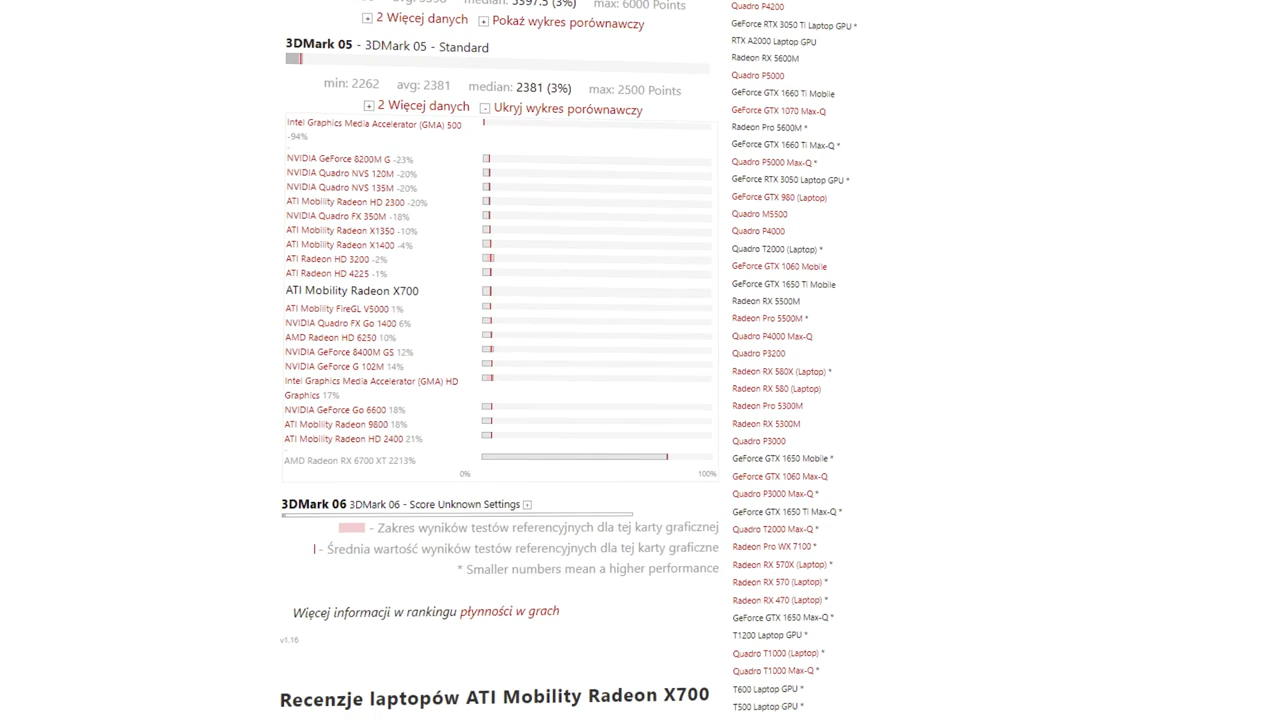 avg: 5398 median: 5397.5 (3%) max: 6000 Points
+ 2 Więcej danych + Pokaż wykres porównawczy
3DMark 05 - 3DMark 05 - Standard
min: 2262 avg: 2381 median: 2381 (3%) max: 2500 Points
+ 2 Więcej danych - Ukryj wykres porównawczy
Intel Graphics Media Accelerator (GMA) 500
-94%
NVIDIA GeForce 8200M G -23%
NVIDIA Quadro NVS 120M -20%
NVIDIA Quadro NVS 135M -20%
ATI Mobility Radeon HD 2300 -20%
NVIDIA Quadro FX 350M -18%
ATI Mobility Radeon X1350 -10%
ATI Mobility Radeon X1400 -4%
ATI Radeon HD 3200 -2%
ATI Radeon HD 4225 -1%
ATI Mobility Radeon X700
ATI Mobility FireGL V5000 1%
NVIDIA Quadro FX Go 1400 6%
AMD Radeon HD 6250 10%
NVIDIA GeForce 8400M GS 12%
NVIDIA GeForce G 102M 14%
Intel Graphics Media Accelerator (GMA) HD
Graphics 17%
NVIDIA GeForce Go 6600 18%
ATI Mobility Radeon 9800 18%
ATI Mobility Radeon HD 2400 21%
AMD Radeon RX 6700 XT 2213%
0% 100%
3DMark 06 3DMark 06 - Score Unknown Settings +
- Zakres wyników testów referencyjnych dla tej karty graficznej
- Średnia wartość wyników testów referencyjnych dla tej karty graficzne
* Smaller numbers mean a higher performance
Więcej informacji w rankingu płynności w grach
v1.16
Recenzje laptopów ATI Mobility Radeon X700
Quadro P4200
GeForce RTX 3050 Ti Laptop GPU *
RTX A2000 Laptop GPU
Radeon RX 5600M
Quadro P5000
GeForce GTX 1660 Ti Mobile
GeForce GTX 1070 Max-Q
Radeon Pro 5600M *
GeForce GTX 1660 Ti Max-Q *
Quadro P5000 Max-Q *
GeForce RTX 3050 Laptop GPU *
GeForce GTX 980 (Laptop)
Quadro M5500
Quadro P4000
Quadro T2000 (Laptop) *
GeForce GTX 1060 Mobile
GeForce GTX 1650 Ti Mobile
Radeon RX 5500M
Radeon Pro 5500M *
Quadro P4000 Max-Q
Quadro P3200
Radeon RX 580X (Laptop) *
Radeon RX 580 (Laptop)
Radeon Pro 5300M
Radeon RX 5300M
Quadro P3000
GeForce GTX 1650 Mobile *
GeForce GTX 1060 Max-Q
Quadro P3000 Max-Q *
GeForce GTX 1650 Ti Max-Q *
Quadro T2000 Max-Q *
Radeon Pro WX 7100 *
Radeon RX 570X (Laptop) *
Radeon RX 570 (Laptop) *
Radeon RX 470 (Laptop) *
GeForce GTX 1650 Max-Q *
T1200 Laptop GPU *
Quadro T1000 (Laptop) *
Quadro T1000 Max-Q *
T600 Laptop GPU *
T500 Laptop GPU *